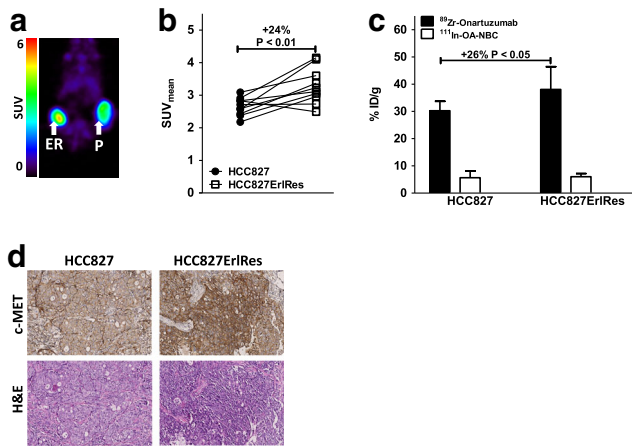 a
6
SUV
0
ER
P
b
+24%
P < 0.01
5
4
3
2
1
0
SUVmean
HCC827
HCC827ErlRes
c
89Zr-Onartuzumab
111In-OA-NBC
+26% P < 0.05
60
50
40
30
20
10
0
% ID/g
HCC827
HCC827ErlRes
d
HCC827
HCC827ErlRes
c-MET
H&E